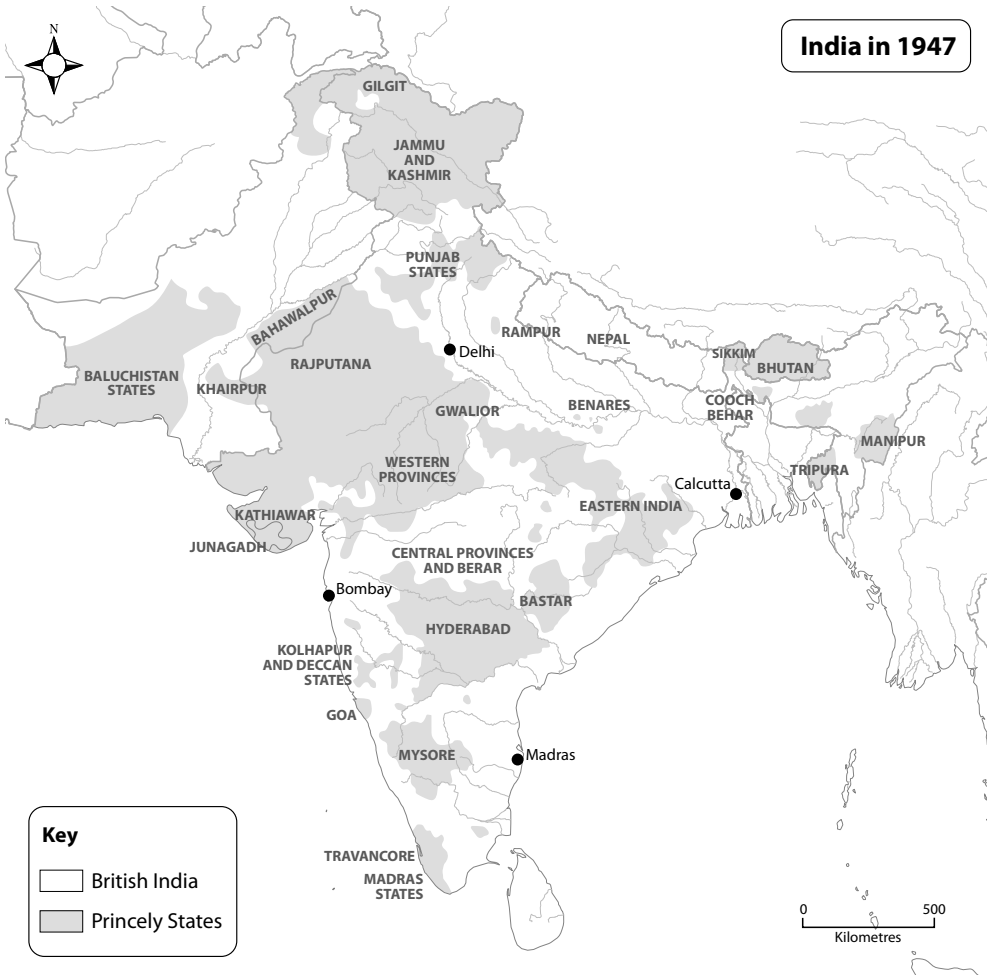 N
India in 1947
GILGIT
JAMMU
AND
KASHMIR
PUNJAB
STATES
BAHAWALPUR
RAJPUTANA
Delhi
RAMPUR
NEPAL
SIKKIM
BHUTAN
BALUCHISTAN
STATES
KHAIRPUR
GWALIOR
BENARES
COOCH
BEHAR
MANIPUR
WESTERN
PROVINCES
TRIPURA
Calcutta
EASTERN INDIA
KATHIAWAR
JUNAGADH
CENTRAL PROVINCES
AND BERAR
Bombay
BASTAR
HYDERABAD
KOLHAPUR
AND DECCAN
STATES
GOA
MYSORE
Madras
TRAVANCORE
MADRAS
STATES
Key
British India
Princely States
0 500
Kilometres